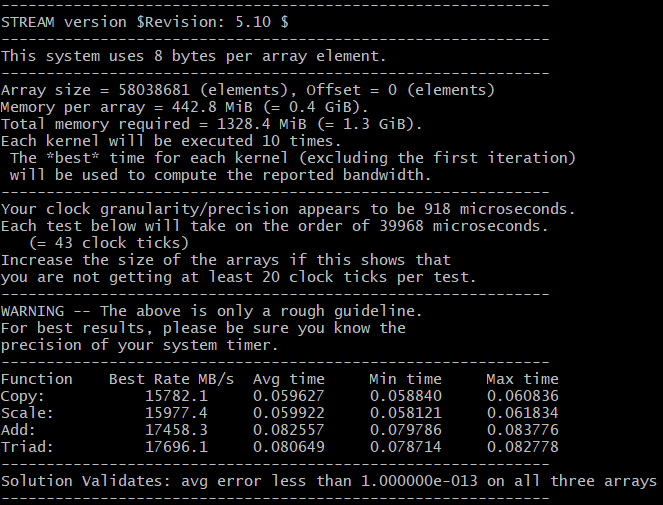 -------------------------------------------------------------
STREAM version $Revision: 5.10 $
-------------------------------------------------------------
This system uses 8 bytes per array element.
-------------------------------------------------------------
Array size = 58038681 (elements), Offset = 0 (elements)
Memory per array = 442.8 MiB (= 0.4 GiB).
Total memory required = 1328.4 MiB (= 1.3 GiB).
Each kernel will be executed 10 times.
 The *best* time for each kernel (excluding the first iteration)
 will be used to compute the reported bandwidth.
-------------------------------------------------------------
Your clock granularity/precision appears to be 918 microseconds.
Each test below will take on the order of 39968 microseconds.
   (= 43 clock ticks)
Increase the size of the arrays if this shows that
you are not getting at least 20 clock ticks per test.
-------------------------------------------------------------
WARNING -- The above is only a rough guideline.
For best results, please be sure you know the
precision of your system timer.
-------------------------------------------------------------
Function    Best Rate MB/s  Avg time     Min time     Max time
Copy:           15782.1     0.059627     0.058840     0.060836
Scale:          15977.4     0.059922     0.058121     0.061834
Add:            17458.3     0.082557     0.079786     0.083776
Triad:          17696.1     0.080649     0.078714     0.082778
-------------------------------------------------------------
Solution Validates: avg error less than 1.000000e-013 on all three arrays
-------------------------------------------------------------